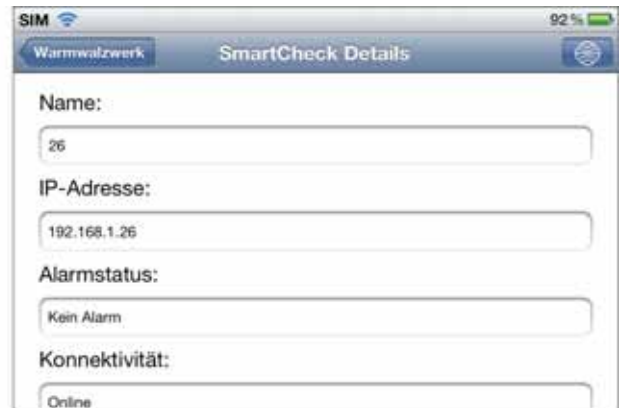 SIM 92 %
Warmwalzwerk SmartCheck Details
Name:
26
IP-Adresse:
192.168.1.26
Alarmstatus:
Kein Alarm
Konnektivität:
Online